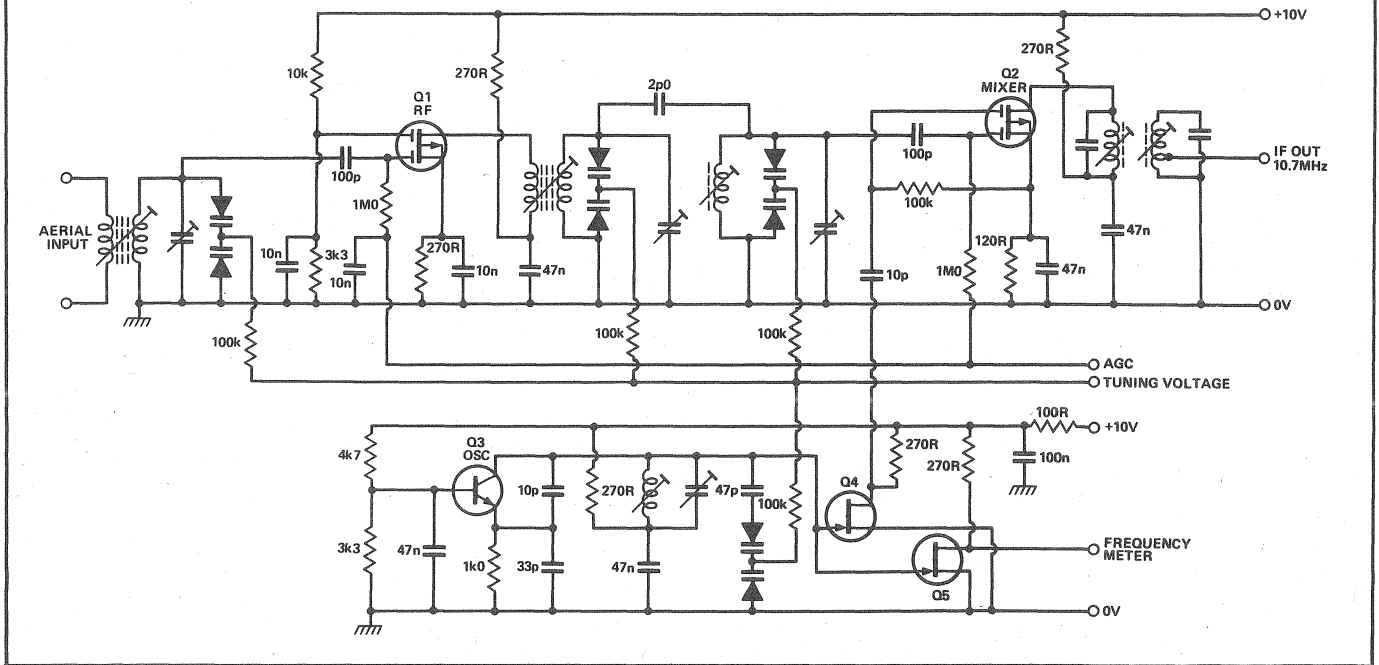 +10V
10k
270R
Q1
RF
2p0
270R
Q2
MIXER
100p
100p
IF OUT
10.7MHz
1M0
100k
AERIAL
INPUT
10n
3k3
10n
270R
10n
47n
10p
1M0
120R
47n
47n
0V
100k
100k
100k
AGC
TUNING VOLTAGE
100R
+10V
4k7
Q3
OSC
10p
270R
47p
100k
Q4
270R
270R
100n
3k3
47n
1k0
33p
47n
Q5
FREQUENCY
METER
0V